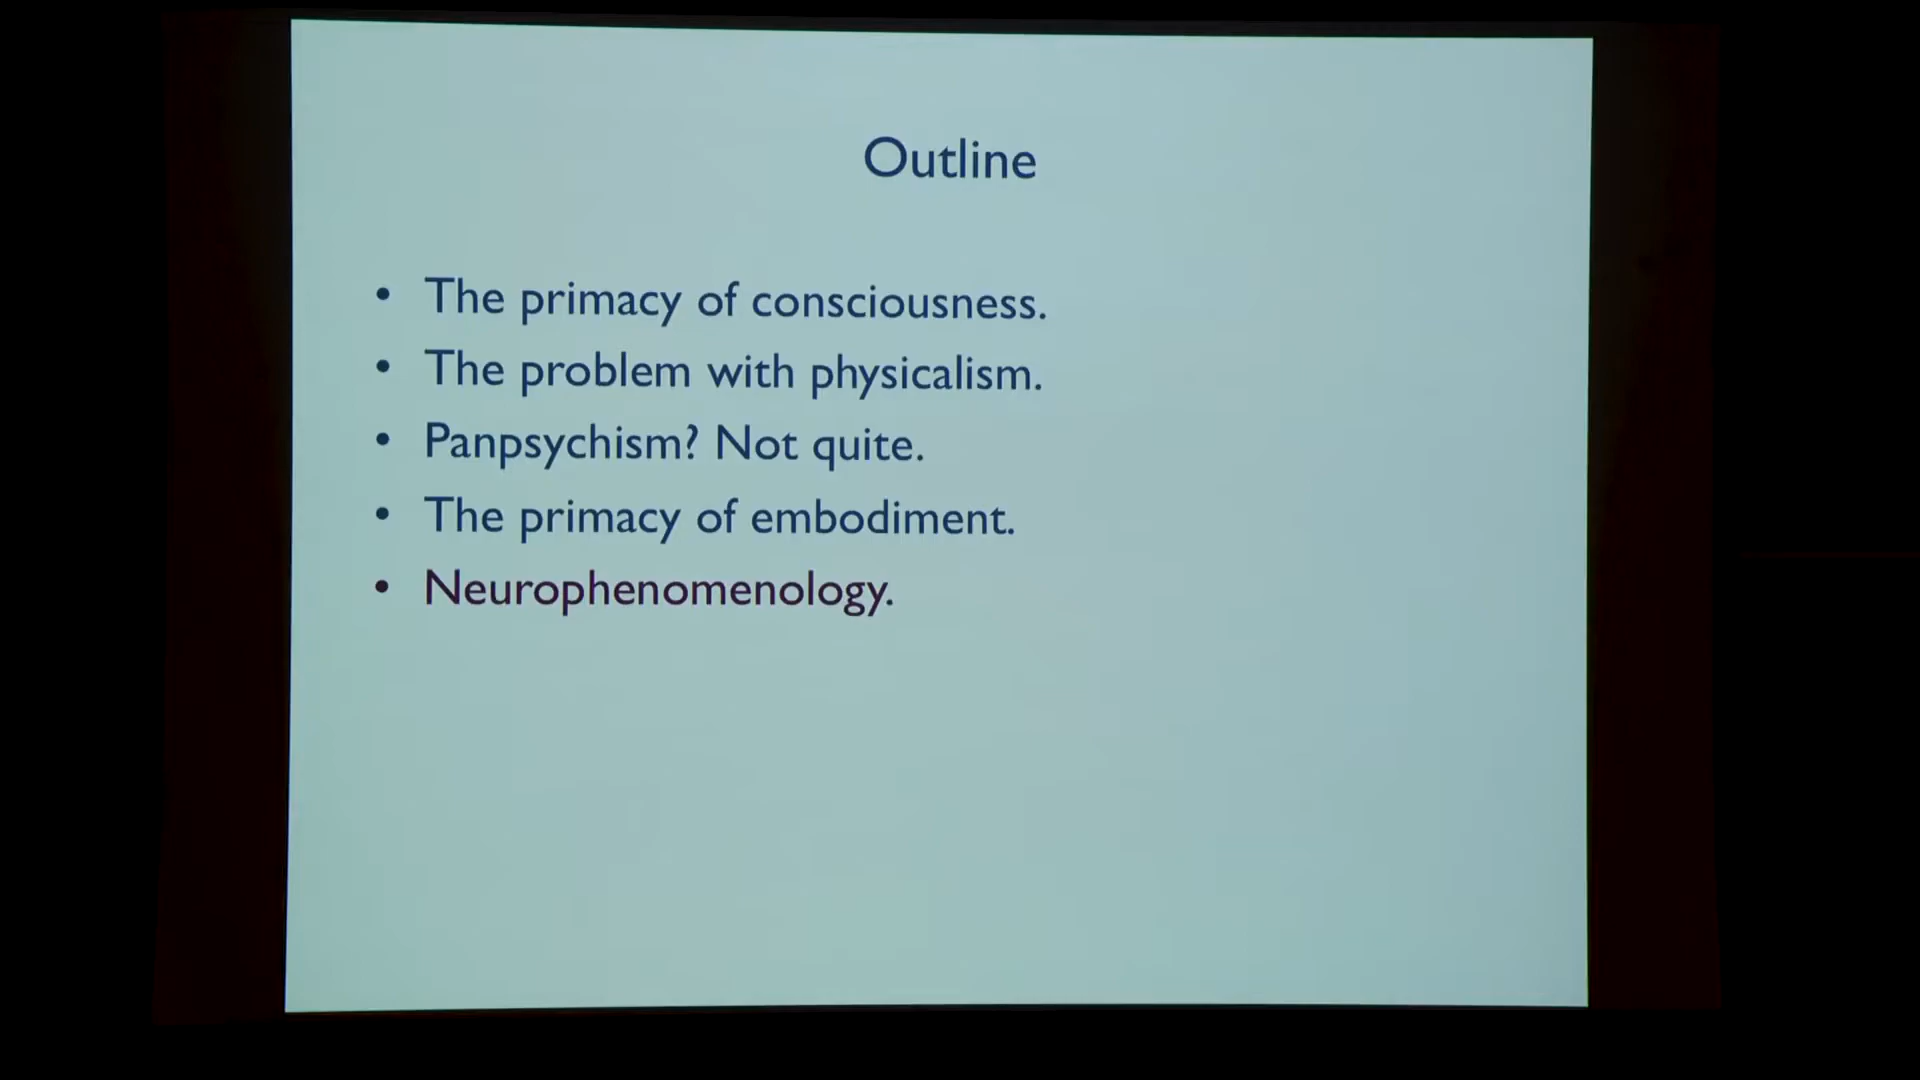 Outline
• The primacy of consciousness.
• The problem with physicalism.
• Panpsychism? Not quite.
• The primacy of embodiment.
• Neurophenomenology.